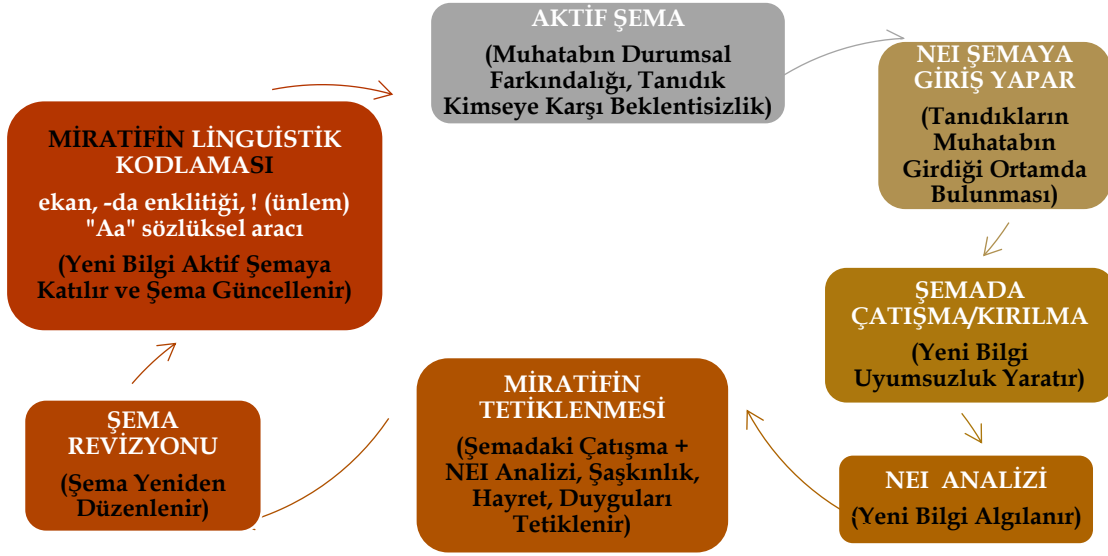 AKTİF ŞEMA
(Muhatabın Durumsal
Farkındalığı, Tanıdık
Kimseye Karşı Beklentisizlik)
NEI ŞEMAYA
GİRİŞ YAPAR
(Tanıdıkların
Muhatabın
Girdiği Ortamda
Bulunması)
ŞEMADA
ÇATIŞMA/KIRILMA
(Yeni Bilgi
Uyumsuzluk Yaratır)
NEI ANALİZİ
(Yeni Bilgi Algılanır)
MİRATİFİN
TETİKLENMESİ
(Şemadaki Çatışma +
NEI Analizi, Şaşkınlık,
Hayret, Duyguları
Tetiklenir)
ŞEMA
REVİZYONU
(Şema Yeniden
Düzenlenir)
MİRATİFİN LİNGUİSTİK
KODLAMASI
ekan, -da enklitiği, ! (ünlem)
"Aa" sözlüksel aracı
(Yeni Bilgi Aktif Şemaya
Katılır ve Şema Güncellenir)